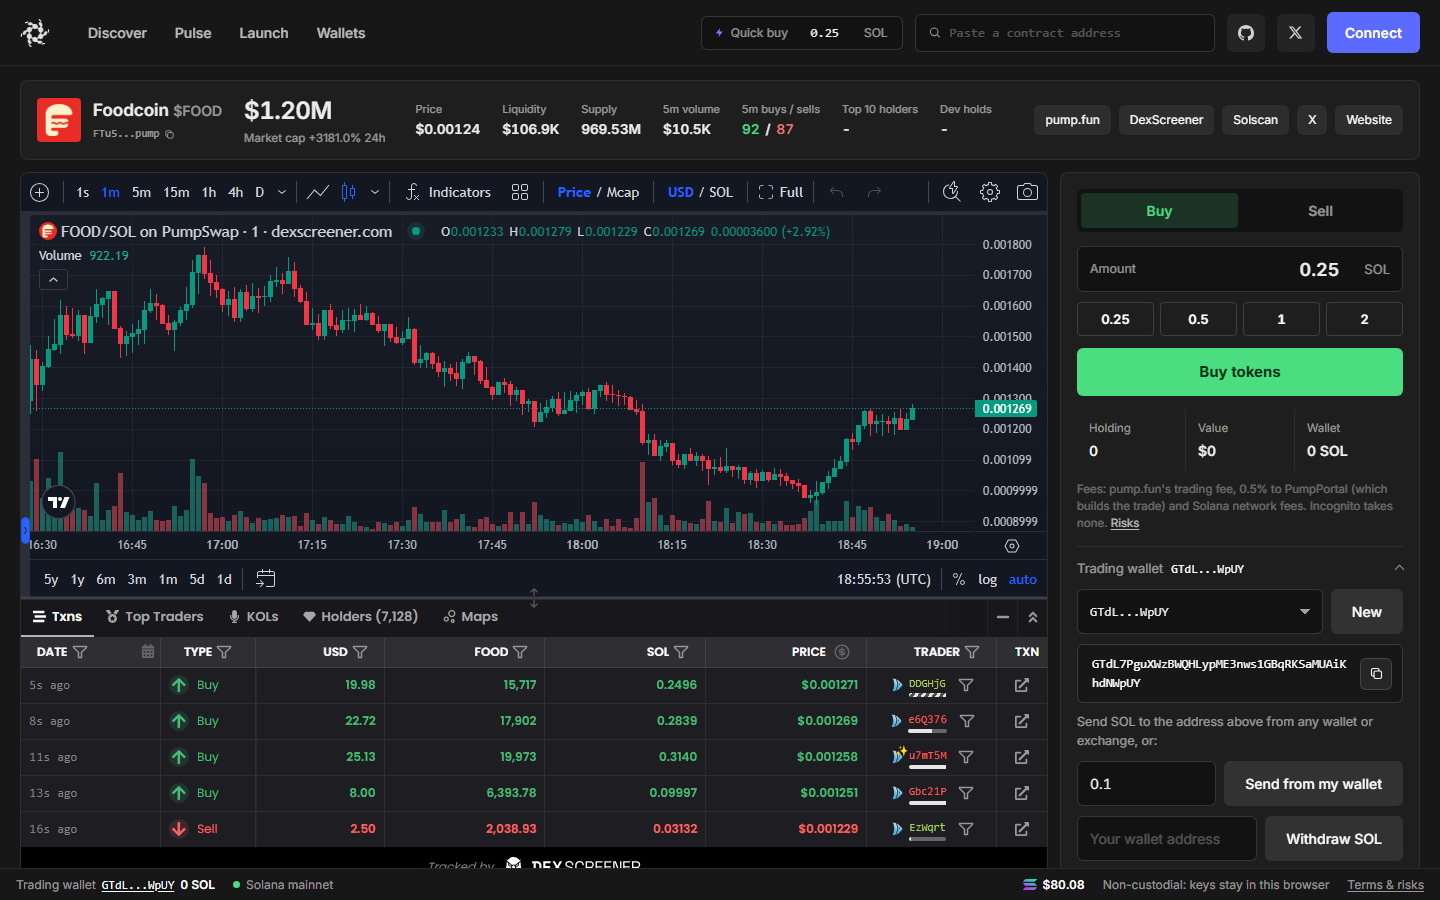 Discover Pulse Launch Wallets
Quick buy 0.25 SOL
Paste a contract address
Connect
Foodcoin $FOOD
FTu5...pump
$1.20M
Market cap +3181.0% 24h
Price
$0.00124
Liquidity
$106.9K
Supply
969.53M
5m volume
$10.5K
5m buys / sells
92 / 87
Top 10 holders
-
Dev holds
-
pump.fun DexScreener Solscan X Website
1s 1m 5m 15m 1h 4h D
Indicators
Price / Mcap
USD / SOL
Full
FOOD/SOL on PumpSwap · 1 · dexscreener.com
O0.001233 H0.001279 L0.001229 C0.001269 0.00003600 (+2.92%)
Volume 922.19
0.001800
0.001700
0.001600
0.001500
0.001400
0.001300
0.001269
0.001200
0.001099
0.0009999
0.0008999
16:30 16:45 17:00 17:15 17:30 17:45 18:00 18:15 18:30 18:45 19:00
5y 1y 6m 3m 1m 5d 1d
18:55:53 (UTC) % log auto
Txns Top Traders KOLs Holders (7,128) Maps
DATE TYPE USD FOOD SOL PRICE TRADER TXN
5s ago Buy 19.98 15,717 0.2496 $0.001271 DDGHjG
8s ago Buy 22.72 17,902 0.2839 $0.001269 e6Q376
11s ago Buy 25.13 19,973 0.3140 $0.001258 u7mT5M
13s ago Buy 8.00 6,393.78 0.09997 $0.001251 Gbc21P
16s ago Sell 2.50 2,038.93 0.03132 $0.001229 EzWqrt
Tracked by DEX SCREENER
Buy Sell
Amount 0.25 SOL
0.25 0.5 1 2
Buy tokens
Holding
0
Value
$0
Wallet
0 SOL
Fees: pump.fun's trading fee, 0.5% to PumpPortal (which
builds the trade) and Solana network fees. Incognito takes
none. Risks
Trading wallet GTdL...WpUY
GTdL...WpUY
New
GTdL7PguXWzBWQHLypME3nws1GBqRKSaMUAiK
hdNWpUY
Send SOL to the address above from any wallet or
exchange, or:
0.1
Send from my wallet
Your wallet address
Withdraw SOL
Trading wallet GTdL...WpUY 0 SOL
Solana mainnet
$80.08
Non-custodial: keys stay in this browser
Terms & risks